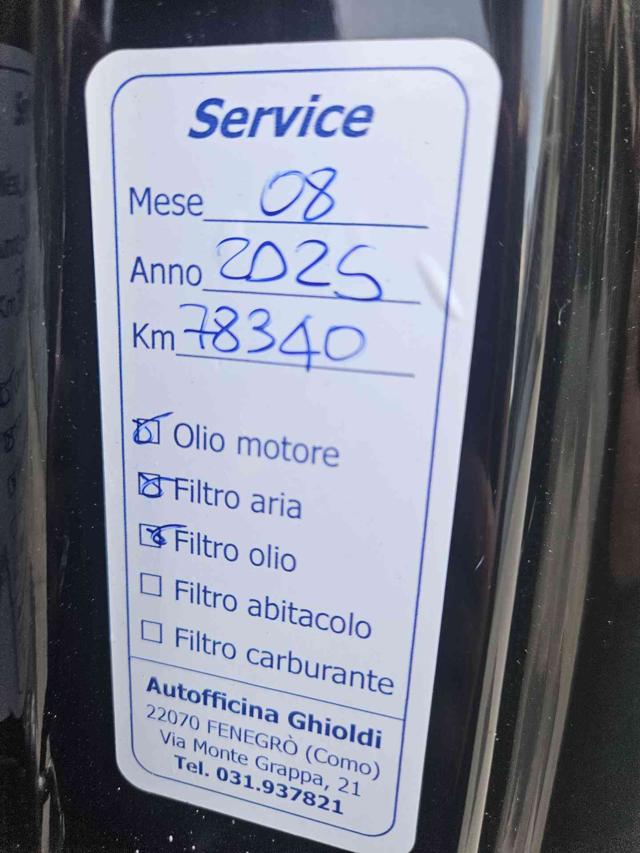 Service
Mese 08
Anno 2025
Km 78340
Olio motore
Filtro aria
Filtro olio
Filtro abitacolo
Filtro carburante
Autofficina Ghioldi
22070 FENEGRÒ (Como)
Via Monte Grappa, 21
Tel. 031.937821